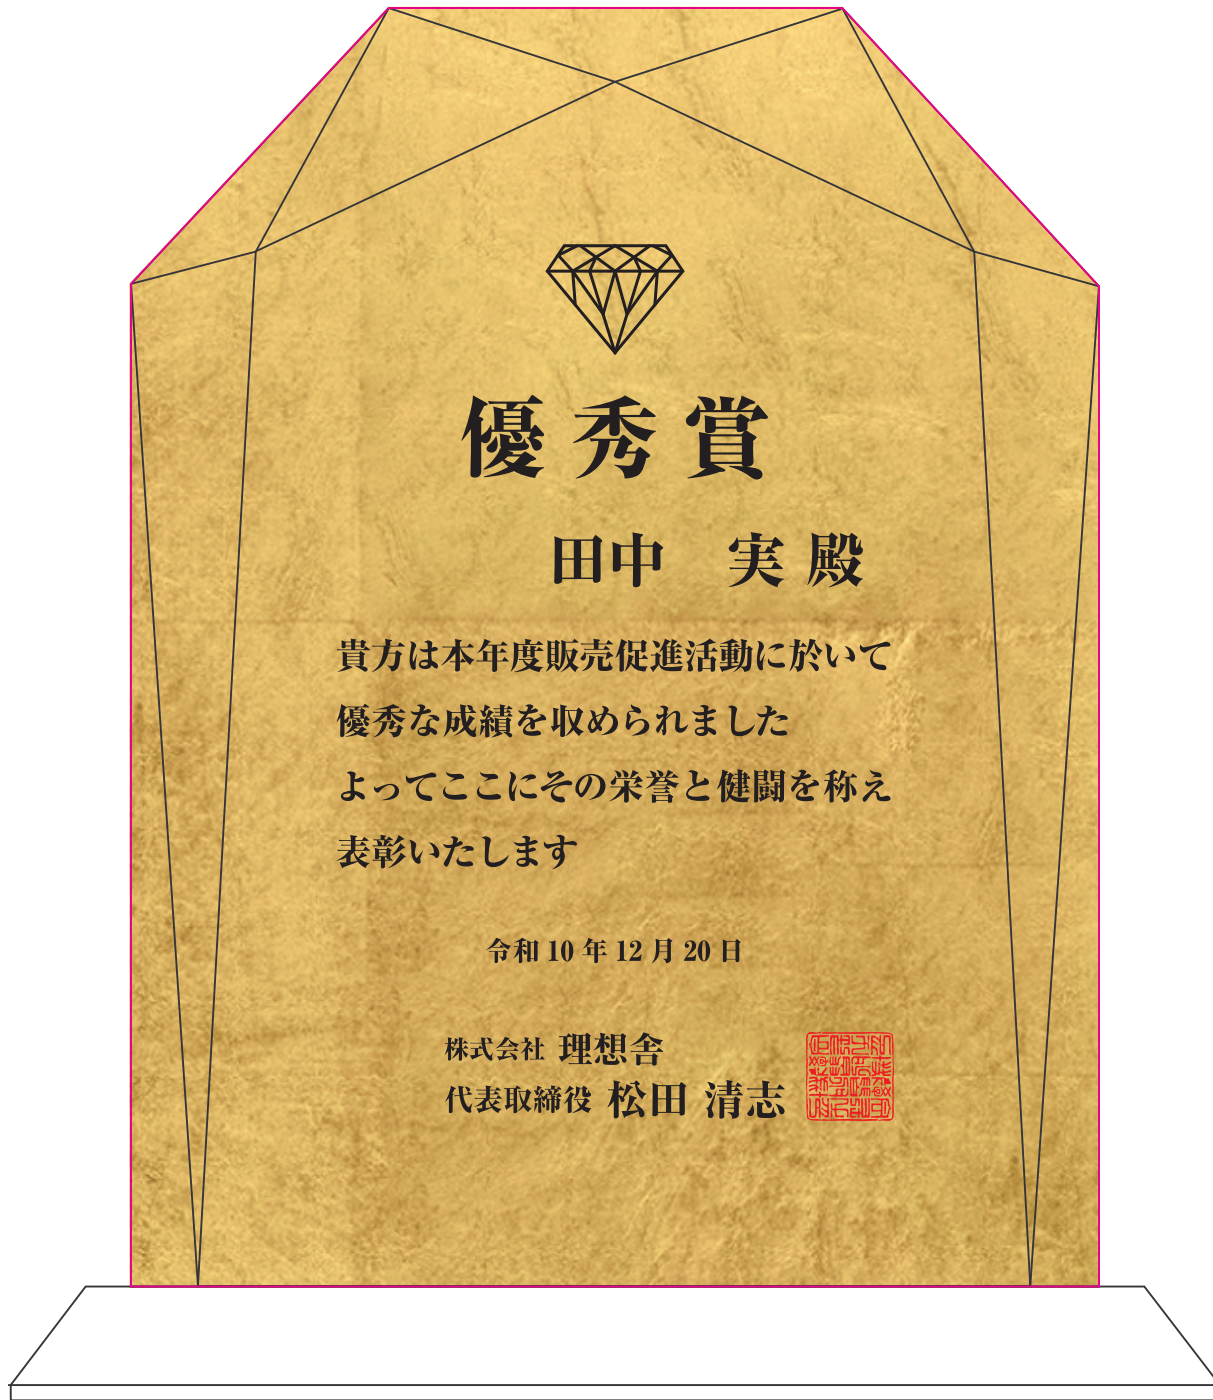 優秀賞
田中　実 殿
貴方は本年度販売促進活動に於いて
優秀な成績を収められました
よってここにその栄誉と健闘を称え
表彰いたします
令和 10 年 12 月 20 日
株式会社 理想舎
代表取締役 松田 清志